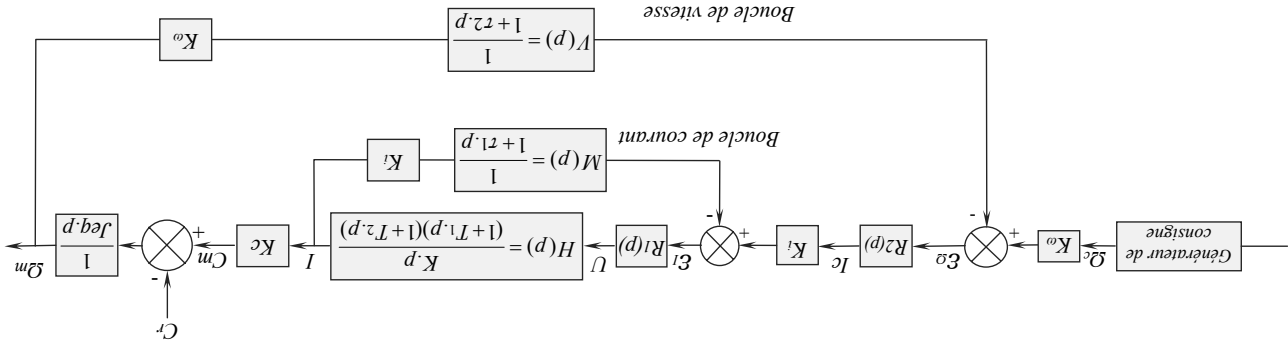 Cr
Générateur de
consigne
Ωc
Kω
+
-
εΩ
R2(p)
Ic
Ki
+
-
εI
R1(p)
U
H(p) = K.p / (1+T1.p)(1+T2.p)
I
Kc
Cm
+
-
1 / Jeq.p
Ωm
Boucle de courant
M(p) = 1 / 1+τ1.p
Ki
Boucle de vitesse
V(p) = 1 / 1+τ2.p
Kω